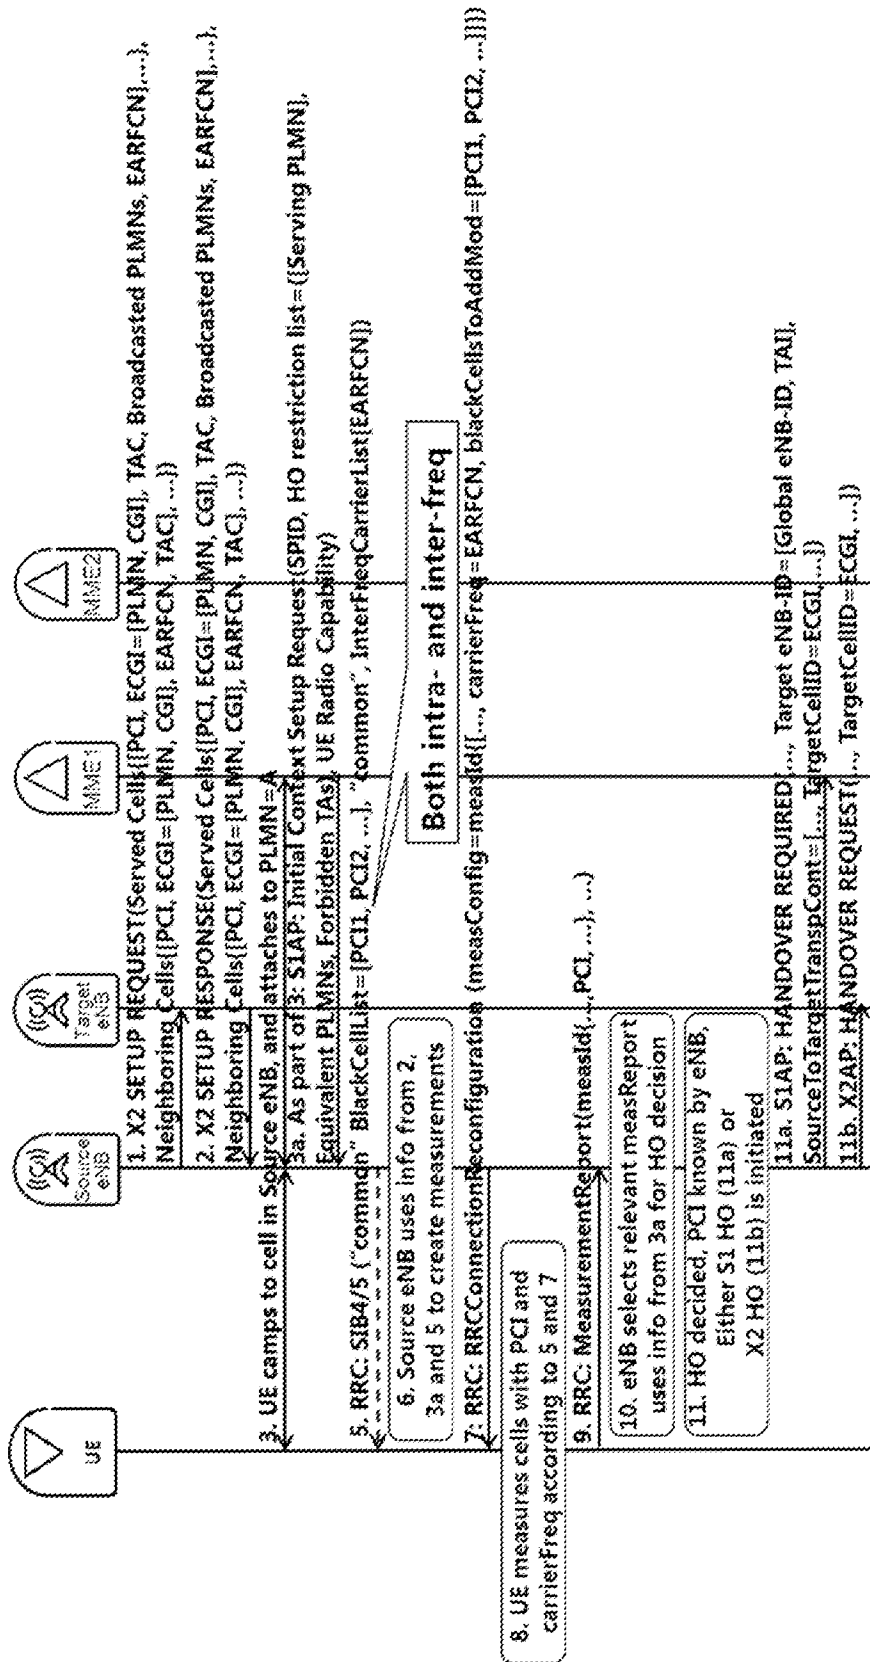 UE
Source
eNB
Target
eNB
MME1
MME2
1. X2 SETUP REQUEST(Served Cells{[PCI, ECGI=[PLMN, CGI], TAC, Broadcasted PLMNs, EARFCN],...},
Neighboring Cells{[PCI, ECGI=[PLMN, CGI], EARFCN, TAC], ...})
2. X2 SETUP RESPONSE(Served Cells{[PCI, ECGI=[PLMN, CGI], TAC, Broadcasted PLMNs, EARFCN],...},
Neighboring Cells{[PCI, ECGI=[PLMN, CGI], EARFCN, TAC], ...})
3. UE camps to cell in Source eNB, and attaches to PLMN=A
3a. As part of 3: S1AP: Initial Context Setup Request(SPID, HO restriction list=([Serving PLMN],
Equivalent PLMNs, Forbidden TAs), UE Radio Capability)
5. RRC: SIB4/5 ("common" BlackCellList=[PCI1, PCI2, ...], "common", InterFreqCarrierList[EARFCN])
Both intra- and inter-freq
6. Source eNB uses info from 2,
3a and 5 to create measurements
7: RRC: RRCConnectionReconfiguration (measConfig=measId{[..., carrierFreq=EARFCN, blackCellsToAddMod=[PCI1, PCI2, ...]]})
8. UE measures cells with PCI and
carrierFreq according to 5 and 7
9. RRC: MeasurementReport(measId{...,PCI, ...}, ...)
10. eNB selects relevant measReport
uses info from 3a for HO decision
11. HO decided, PCI known by eNB,
Either S1 HO (11a) or
X2 HO (11b) is initiated
11a. S1AP: HANDOVER REQUIRED(..., Target eNB-ID=[Global eNB-ID, TAI],
SourceToTargetTranspCont=[..., TargetCellID=ECGI, ...])
11b. X2AP: HANDOVER REQUEST(..., TargetCellID=ECGI, ...])